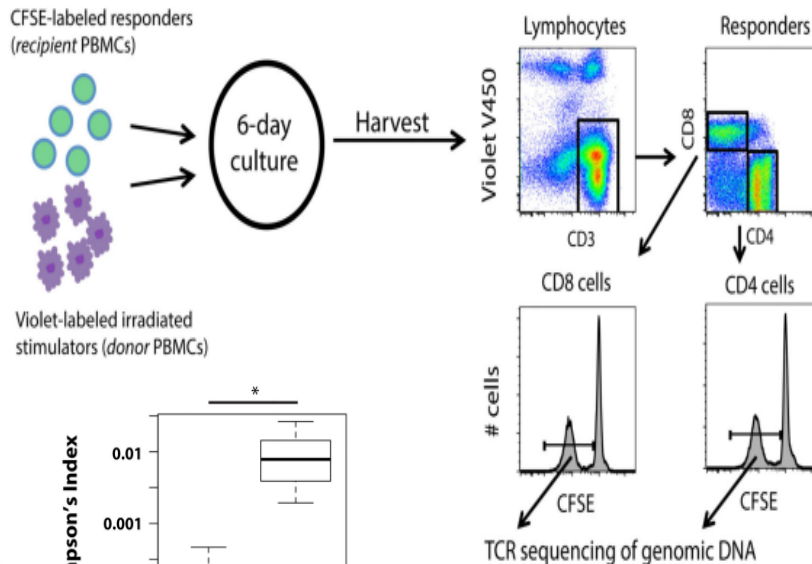 CFSE-labeled responders
(recipient PBMCs)
6-day
culture
Harvest
Violet-labeled irradiated
stimulators (donor PBMCs)
Lymphocytes
Responders
Violet V450
CD3
CD8
CD4
CD8 cells
CD4 cells
# cells
CFSE
CFSE
TCR sequencing of genomic DNA
*
0.01
0.001
Index